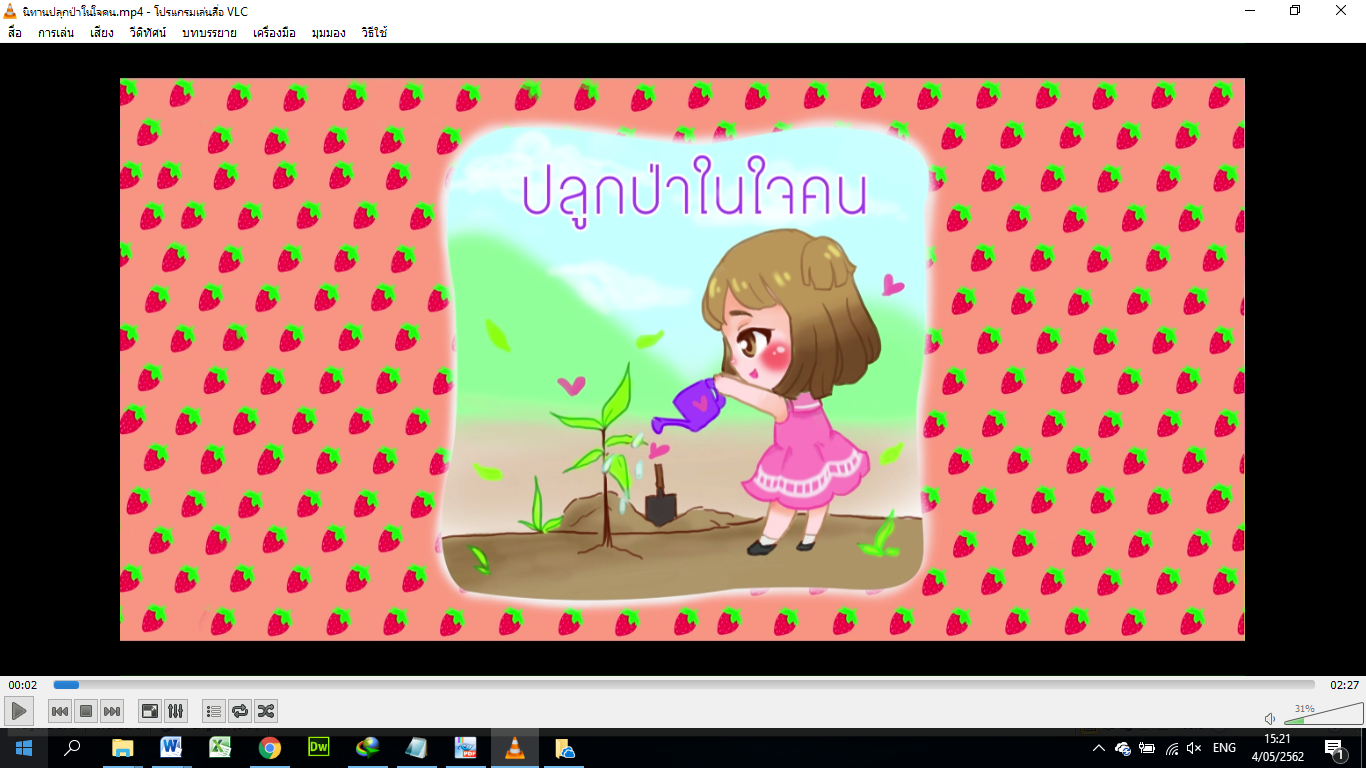 นิทานปลุกป่าในใจคน.mp4 - โปรแกรมเล่นสื่อ VLC
สื่อ การเล่น เสียง วีดิทัศน์ บทบรรยาย เครื่องมือ มุมมอง วิธีใช้
ปลูกป่าในใจคน
00:02
02:27
31%
W
X
Dw
PDF
ENG
15:21
4/05/2562
1